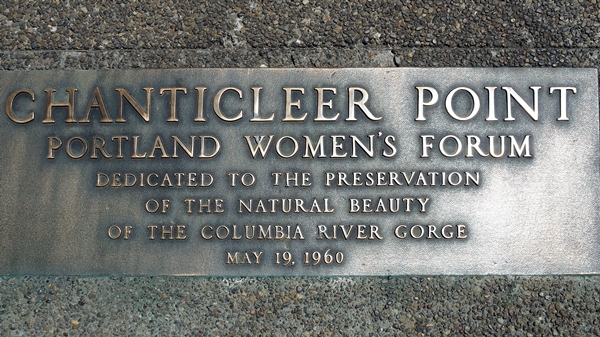 CHANTICLEER POINT
PORTLAND WOMEN'S FORUM
DEDICATED TO THE PRESERVATION
OF THE NATURAL BEAUTY
OF THE COLUMBIA RIVER GORGE
MAY 19, 1960